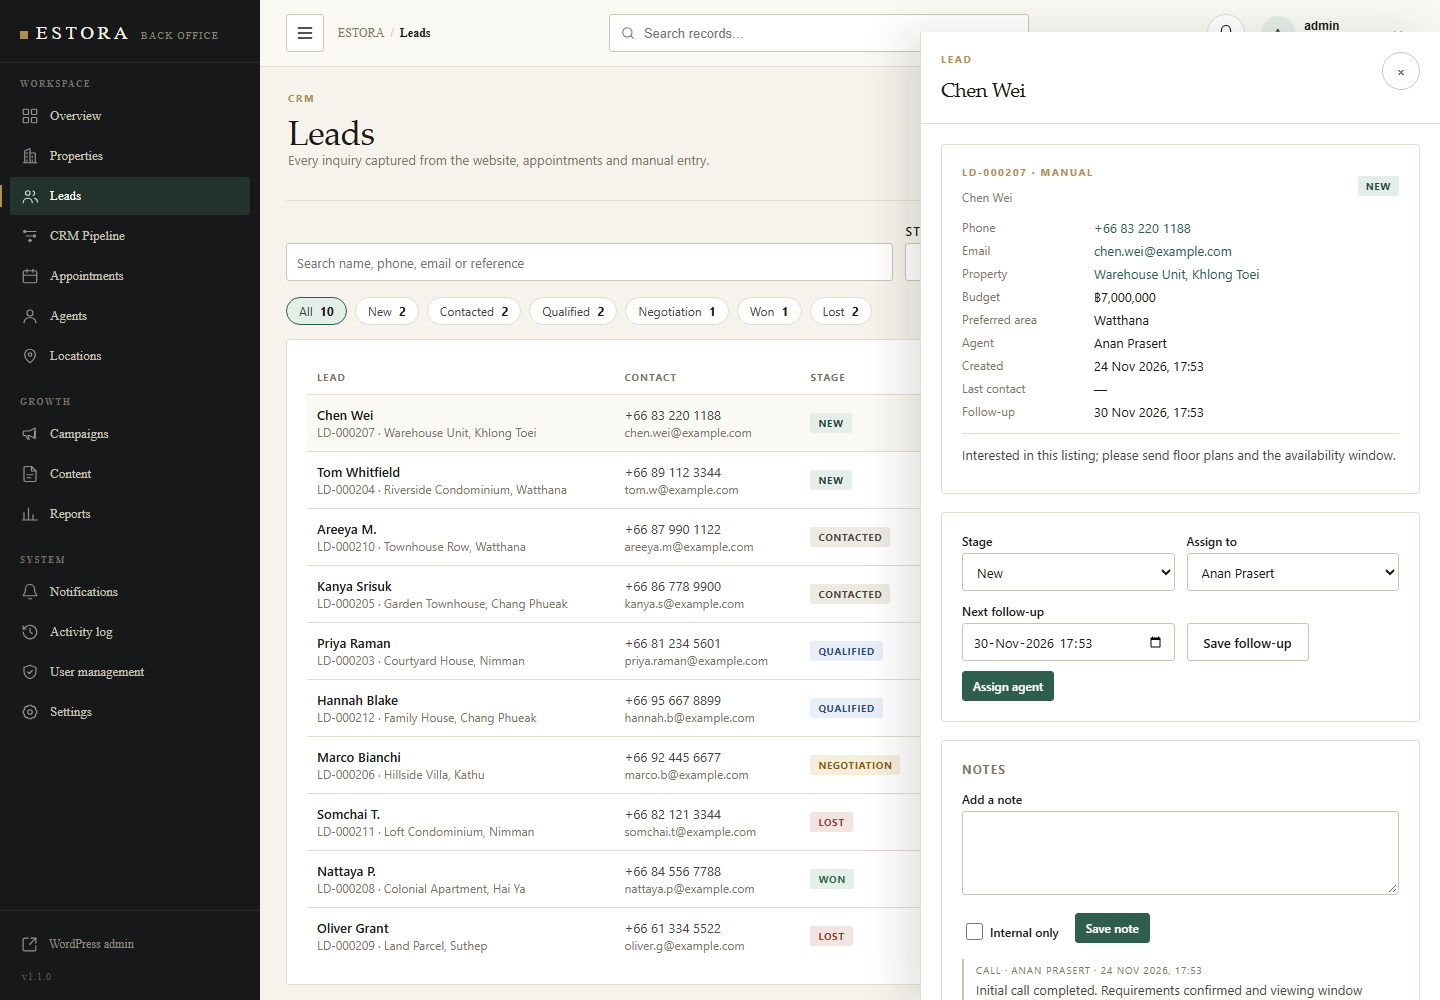 ESTORA BACK OFFICE
WORKSPACE
Overview
Properties
Leads
CRM Pipeline
Appointments
Agents
Locations
GROWTH
Campaigns
Content
Reports
SYSTEM
Notifications
Activity log
User management
Settings
WordPress admin
v1.1.0
ESTORA / Leads
Search records...
admin
CRM
Leads
Every inquiry captured from the website, appointments and manual entry.
ST
Search name, phone, email or reference
All 10
New 2
Contacted 2
Qualified 2
Negotiation 1
Won 1
Lost 2
LEAD CONTACT STAGE
Chen Wei +66 83 220 1188 NEW
LD-000207 · Warehouse Unit, Khlong Toei chen.wei@example.com
Tom Whitfield +66 89 112 3344 NEW
LD-000204 · Riverside Condominium, Watthana tom.w@example.com
Areeya M. +66 87 990 1122 CONTACTED
LD-000210 · Townhouse Row, Watthana areeya.m@example.com
Kanya Srisuk +66 86 778 9900 CONTACTED
LD-000205 · Garden Townhouse, Chang Phueak kanya.s@example.com
Priya Raman +66 81 234 5601 QUALIFIED
LD-000203 · Courtyard House, Nimman priya.raman@example.com
Hannah Blake +66 95 667 8899 QUALIFIED
LD-000212 · Family House, Chang Phueak hannah.b@example.com
Marco Bianchi +66 92 445 6677 NEGOTIATION
LD-000206 · Hillside Villa, Kathu marco.b@example.com
Somchai T. +66 82 121 3344 LOST
LD-000211 · Loft Condominium, Nimman somchai.t@example.com
Nattaya P. +66 84 556 7788 WON
LD-000208 · Colonial Apartment, Hai Ya nattaya.p@example.com
Oliver Grant +66 61 334 5522 LOST
LD-000209 · Land Parcel, Suthep oliver.g@example.com
LEAD
Chen Wei
×
LD-000207 · MANUAL
NEW
Chen Wei
Phone +66 83 220 1188
Email chen.wei@example.com
Property Warehouse Unit, Khlong Toei
Budget ฿7,000,000
Preferred area Watthana
Agent Anan Prasert
Created 24 Nov 2026, 17:53
Last contact —
Follow-up 30 Nov 2026, 17:53
Interested in this listing; please send floor plans and the availability window.
Stage Assign to
New Anan Prasert
Next follow-up
30-Nov-2026 17:53 Save follow-up
Assign agent
NOTES
Add a note
Internal only Save note
CALL · ANAN PRASERT · 24 NOV 2026, 17:53
Initial call completed. Requirements confirmed and viewing window